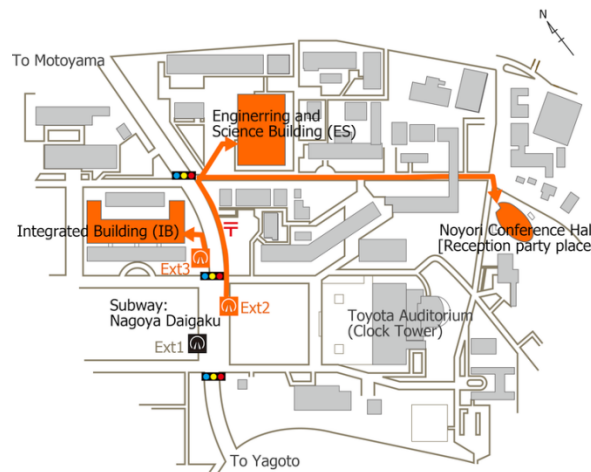 N
To Motoyama
Enginerring and
Science Building (ES)
Integrated Building (IB)
Noyori Conference Hal
[Reception party place
Ext3
Subway:
Nagoya Daigaku
Ext2
Toyota Auditorium
(Clock Tower)
Ext1
To Yagoto